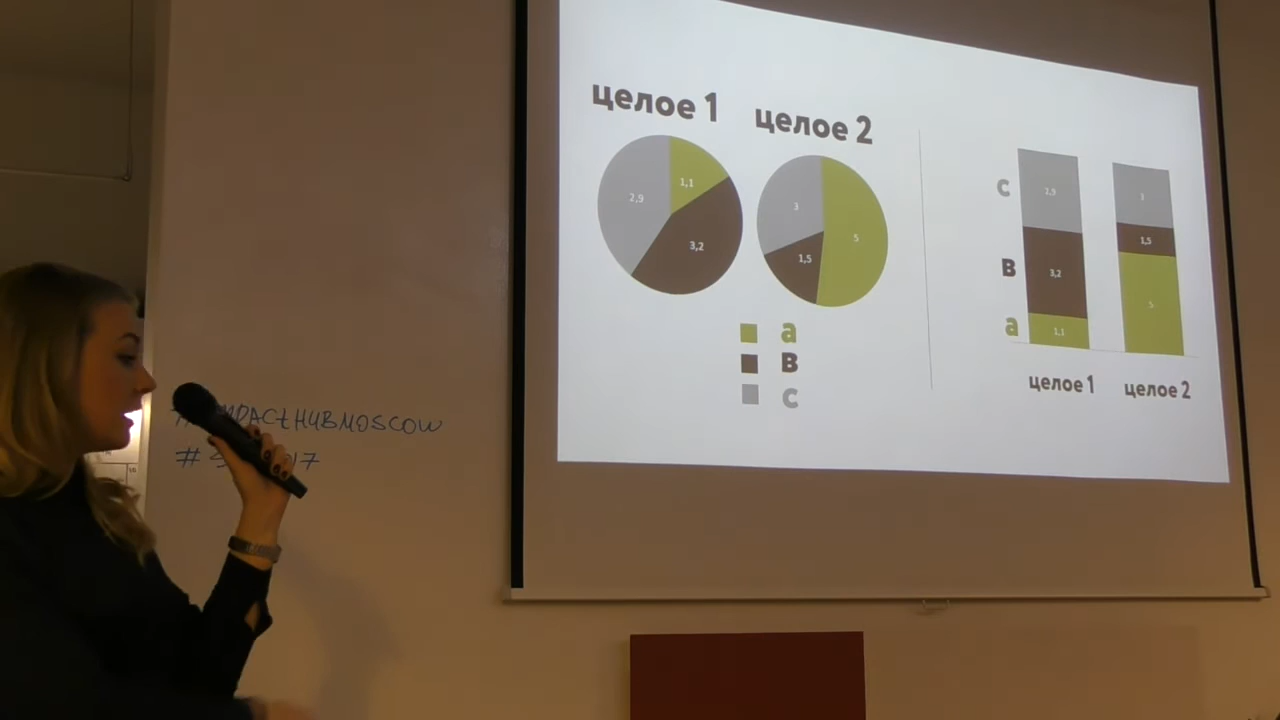 целое 1
целое 2
1,1
2,9
3,2
3
5
1,5
a
в
с
с
в
a
2,9
3,2
1,1
3
1,5
5
целое 1
целое 2